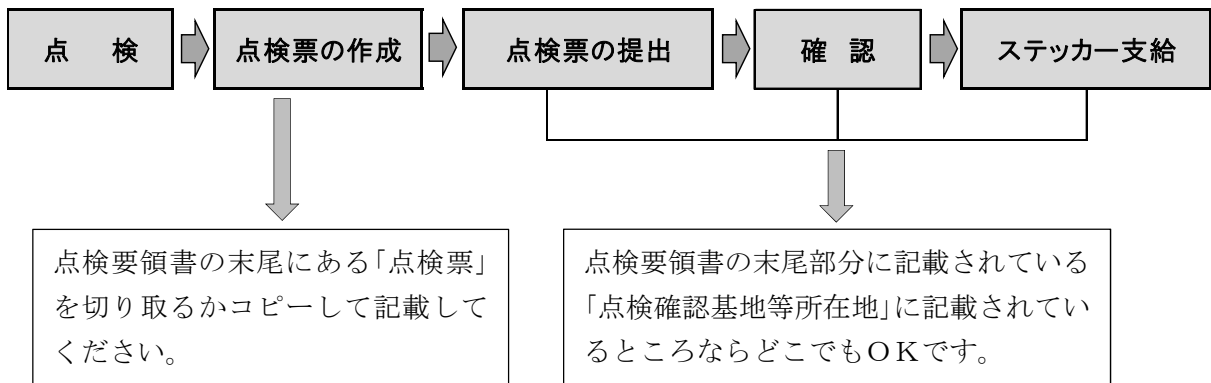 点　検
点検票の作成
点検票の提出
確　認
ステッカー支給
点検要領書の末尾にある「点検票」
を切り取るかコピーして記載して
ください。
点検要領書の末尾部分に記載されている
「点検確認基地等所在地」に記載されてい
るところならどこでもＯＫです。